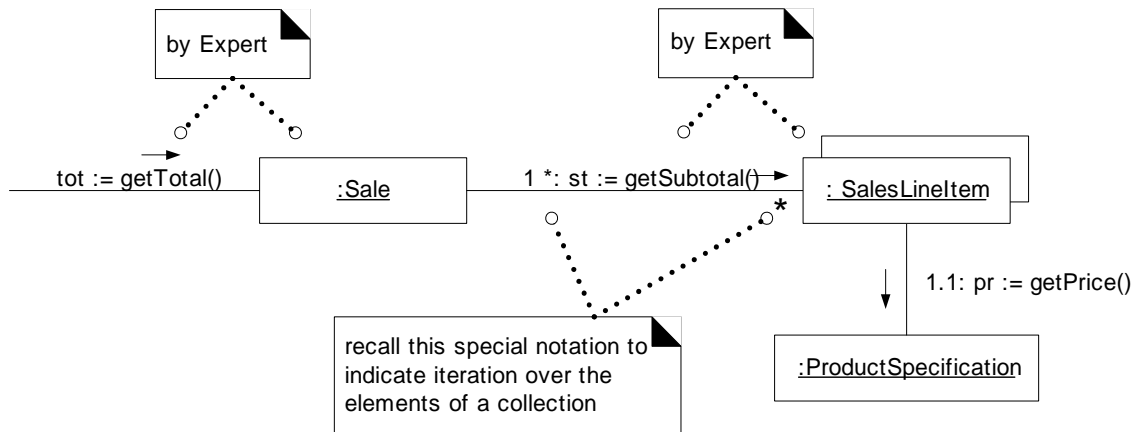 by Expert
by Expert
tot := getTotal()
:Sale
1 *: st := getSubtotal()
: SalesLineItem
*
1.1: pr := getPrice()
:ProductSpecification
recall this special notation to
indicate iteration over the
elements of a collection